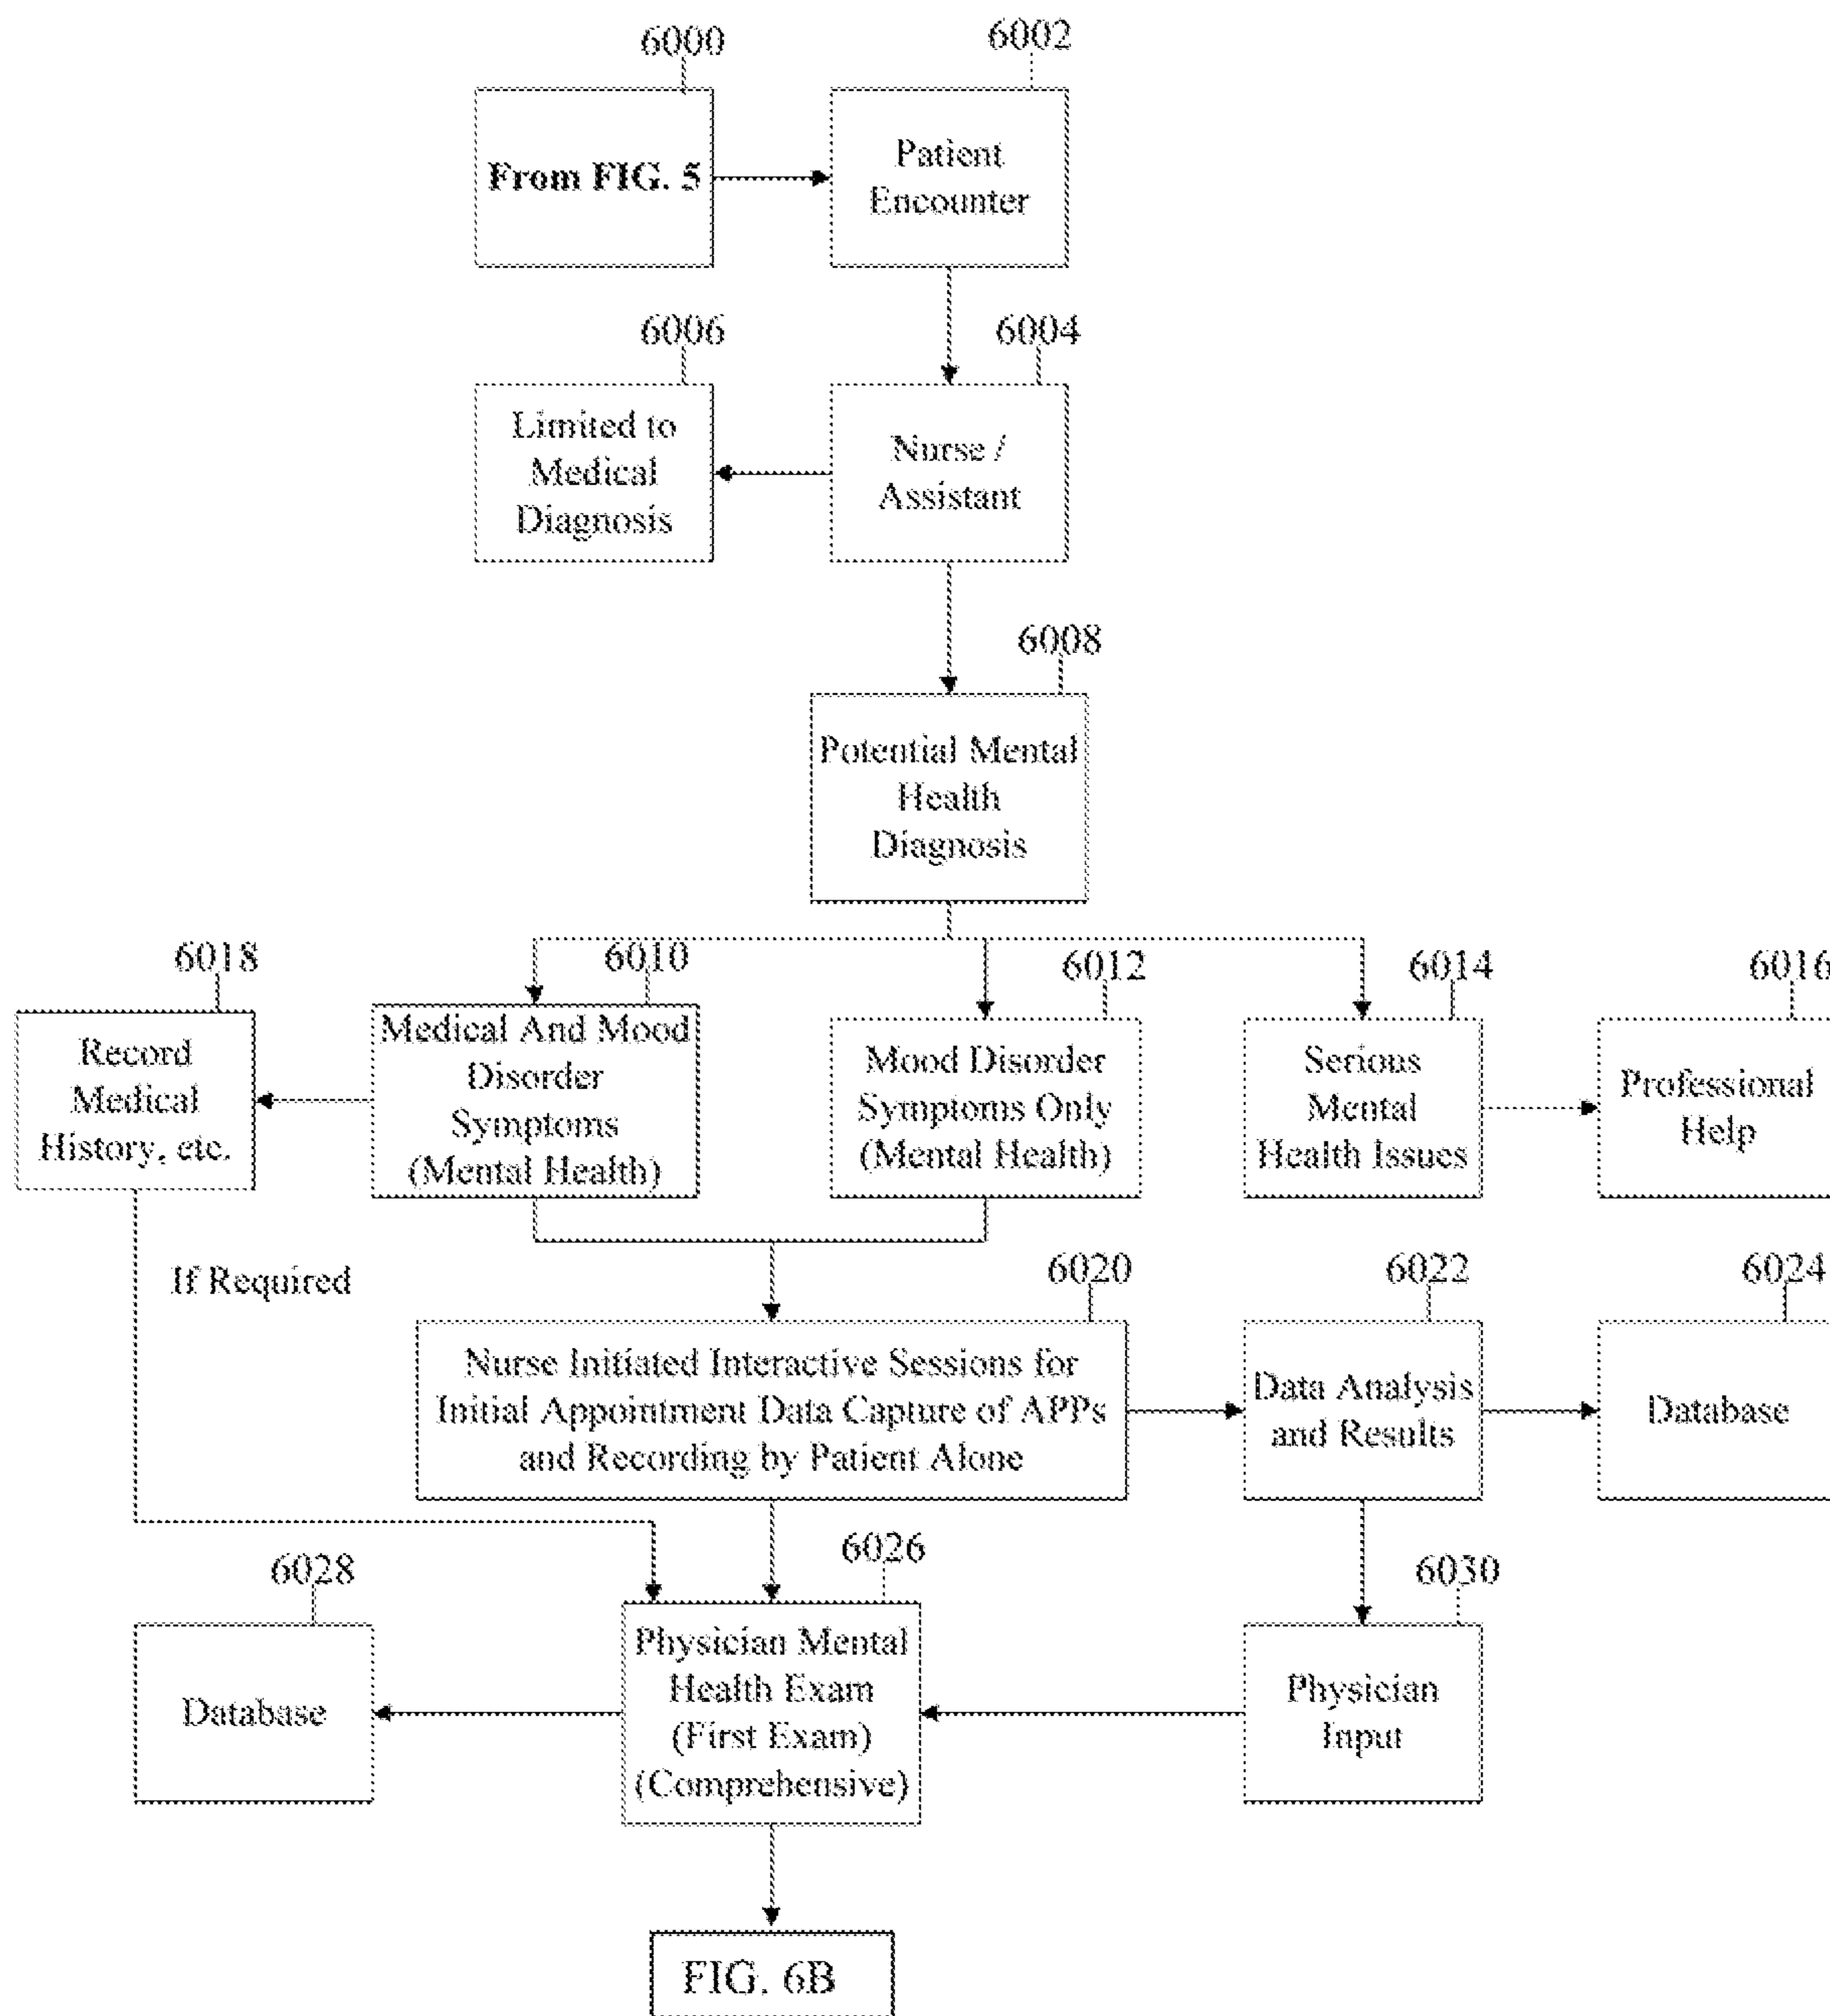 6000
6002
From FIG. 5
Patient
Encounter
6006
6004
Limited to
Medical
Diagnosis
Nurse /
Assistant
6008
Potential Mental
Health
Diagnosis
6018
6010
6012
6014
6016
Record
Medical
History, etc.
Medical And Mood
Disorder
Symptoms
(Mental Health)
Mood Disorder
Symptoms Only
(Mental Health)
Serious
Mental
Health Issues
Professional
Help
If Required
6020
6022
6024
Nurse Initiated Interactive Sessions for
Initial Appointment Data Capture of APPs
and Recording by Patient Alone
Data Analysis
and Results
Database
6028
6026
6030
Database
Physician Mental
Health Exam
(First Exam)
(Comprehensive)
Physician
Input
FIG. 6B